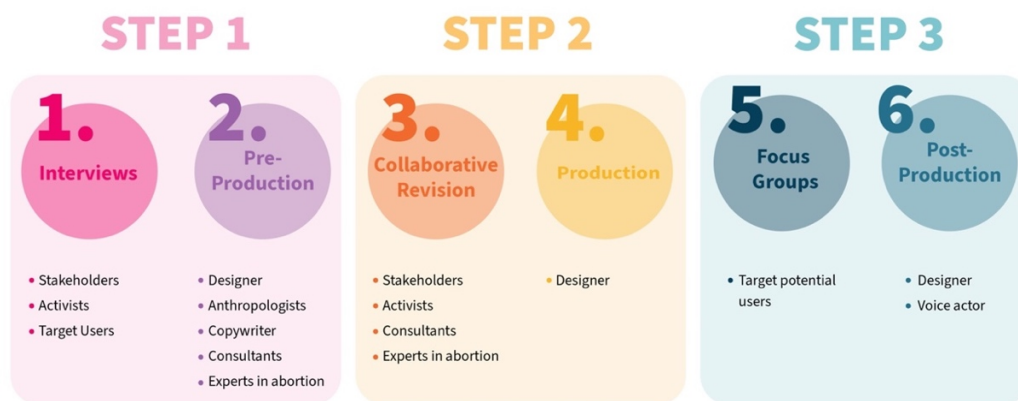 STEP 1
1.
Interviews
• Stakeholders
• Activists
• Target Users
2.
Pre-
Production
• Designer
• Anthropologists
• Copywriter
• Consultants
• Experts in abortion
STEP 2
3.
Collaborative
Revision
• Stakeholders
• Activists
• Consultants
• Experts in abortion
4.
Production
• Designer
STEP 3
5.
Focus
Groups
• Target potential
users
6.
Post-
Production
• Designer
• Voice actor